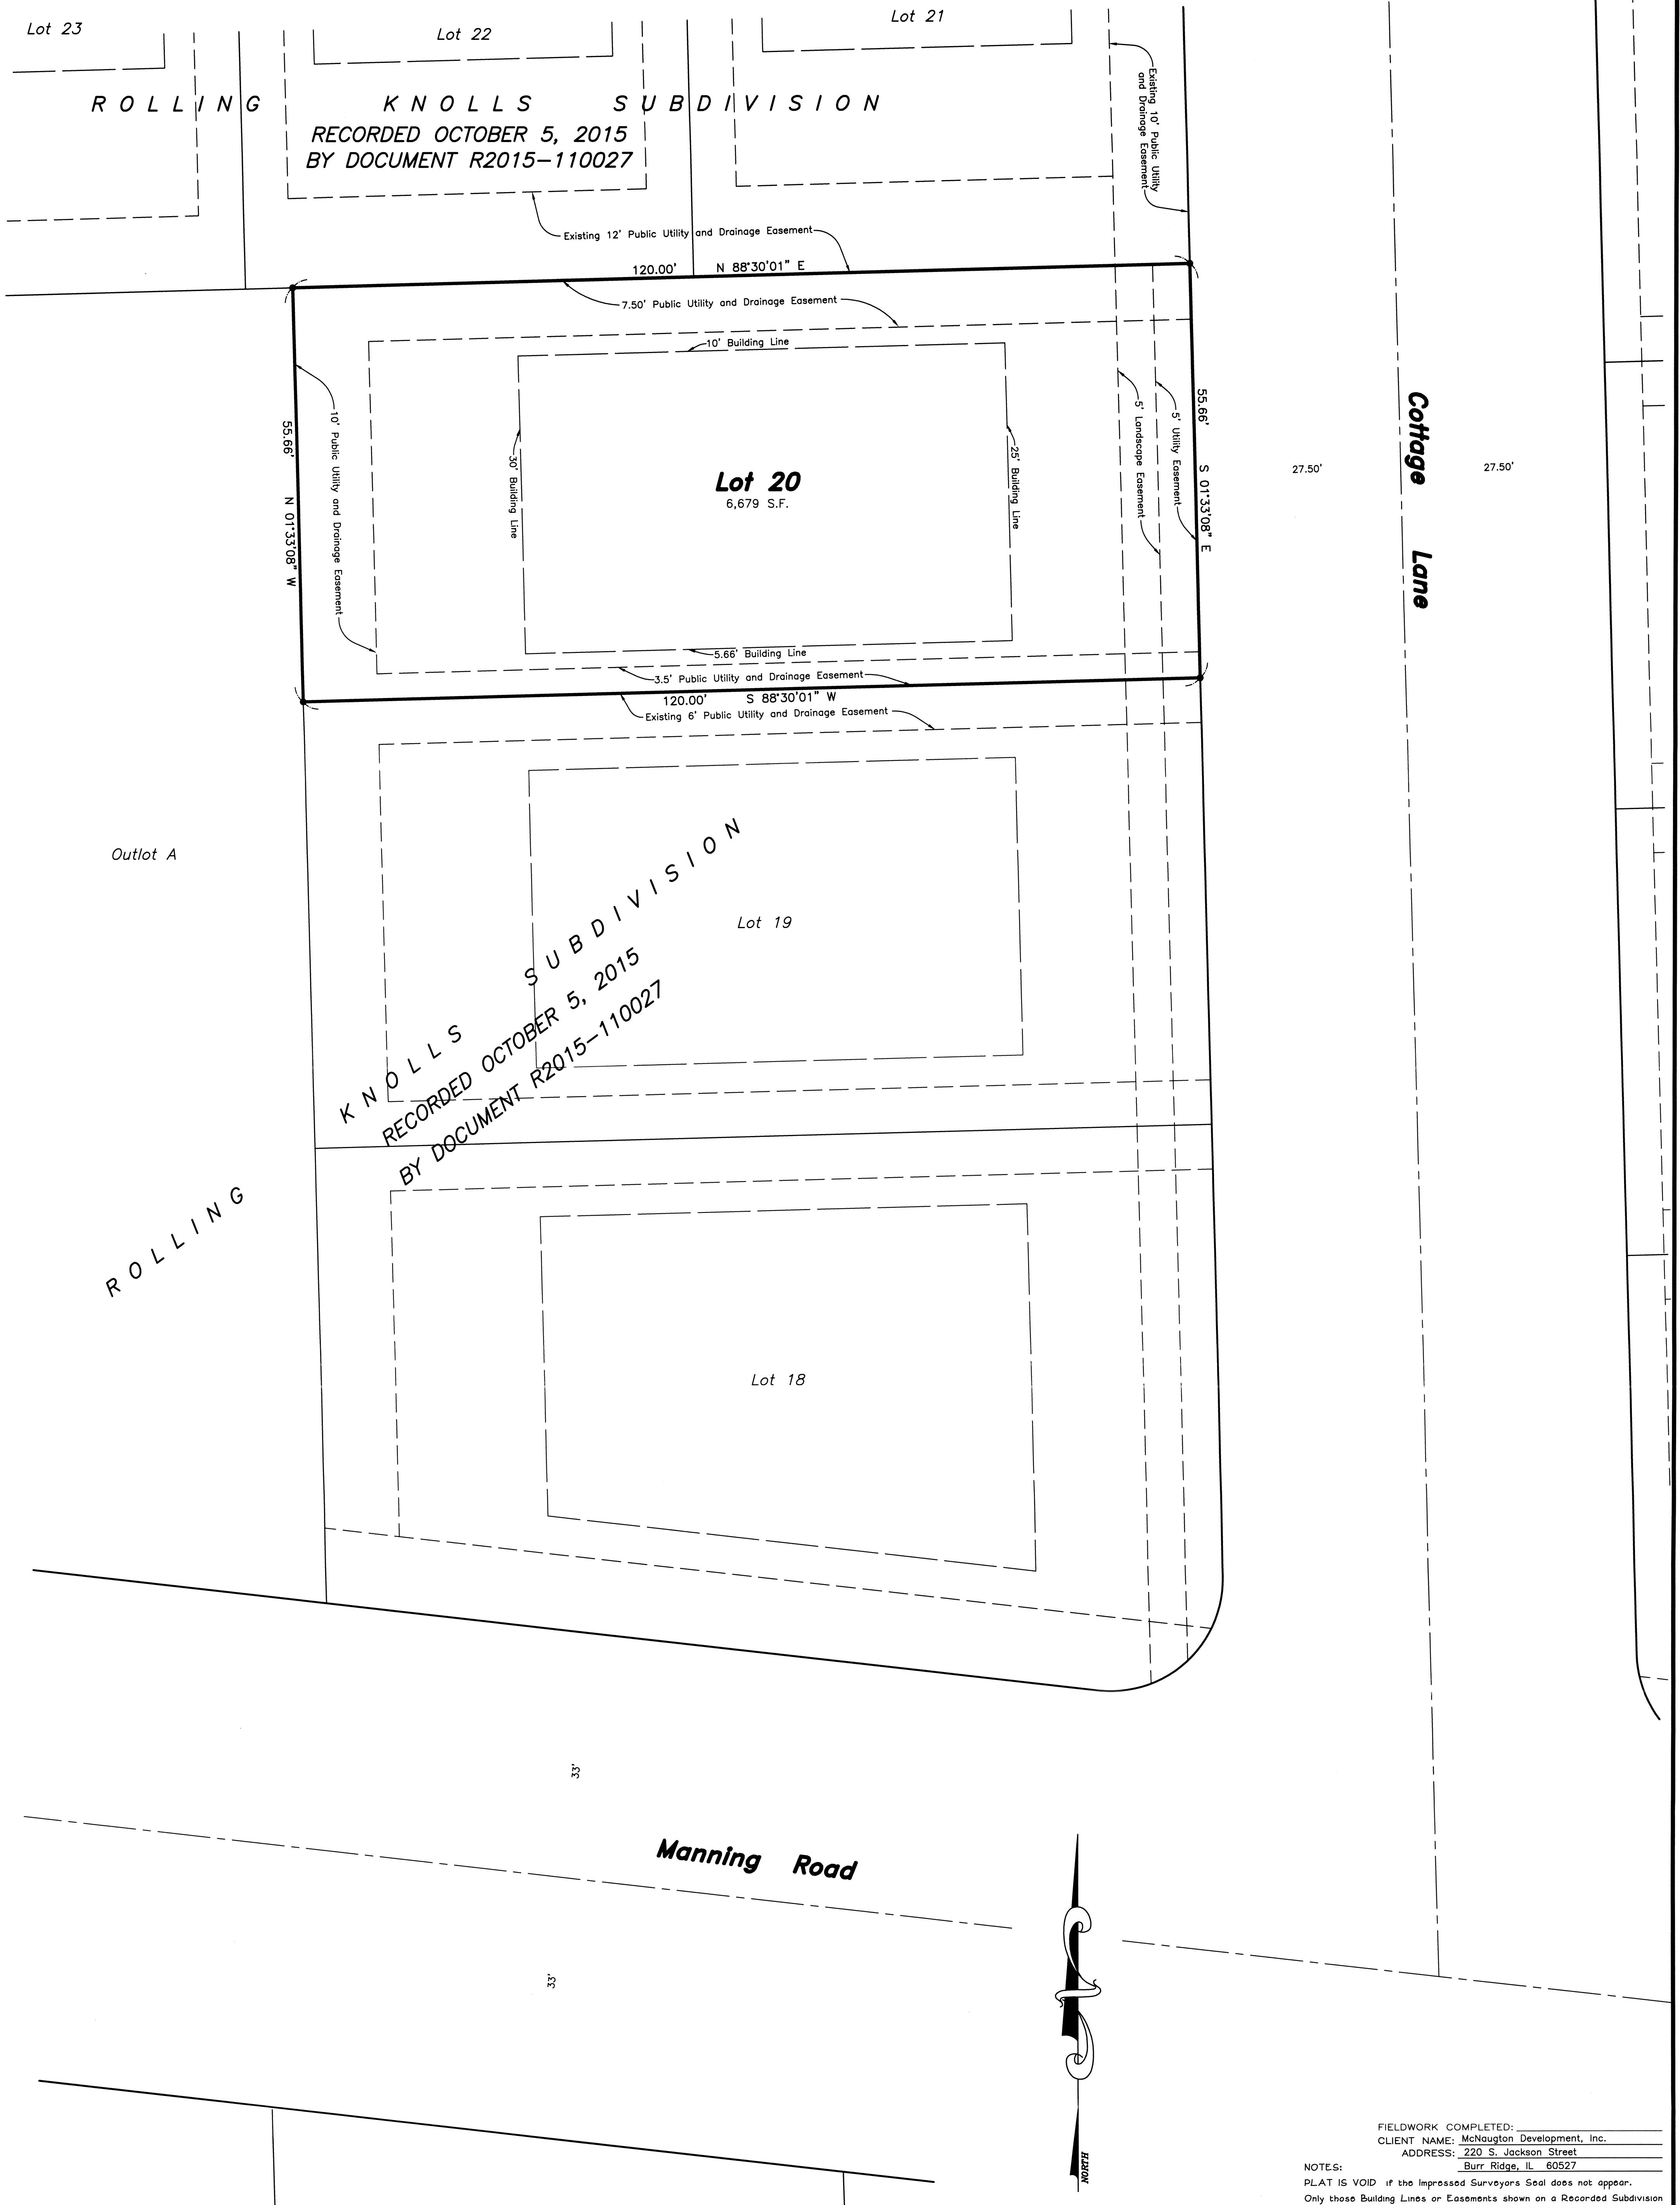 Lot 23
Lot 22
Lot 21
ROLLING KNOLLS SUBDIVISION
RECORDED OCTOBER 5, 2015
BY DOCUMENT R2015-110027
Existing 10' Public Utility
and Drainage Easement
Existing 12' Public Utility and Drainage Easement
120.00' N 88°30'01" E
7.50' Public Utility and Drainage Easement
10' Building Line
55.66' N 01°33'08" W
10' Public Utility and Drainage Easement
30' Building Line
Lot 20
6,679 S.F.
25' Building Line
5' Landscape Easement
5' Utility Easement
55.66' S 01°33'08" E
27.50'
Cottage Lane
27.50'
5.66' Building Line
3.5' Public Utility and Drainage Easement
120.00' S 88°30'01" W
Existing 6' Public Utility and Drainage Easement
Outlot A
Lot 19
ROLLING KNOLLS SUBDIVISION
RECORDED OCTOBER 5, 2015
BY DOCUMENT R2015-110027
Lot 18
33'
Manning Road
33'
NORTH
FIELDWORK COMPLETED:
CLIENT NAME: McNaugton Development, Inc.
ADDRESS: 220 S. Jackson Street
Burr Ridge, IL 60527
NOTES:
PLAT IS VOID if the Impressed Surveyors Seal does not appear.
Only those Building Lines or Easements shown on a Recorded Subdivision